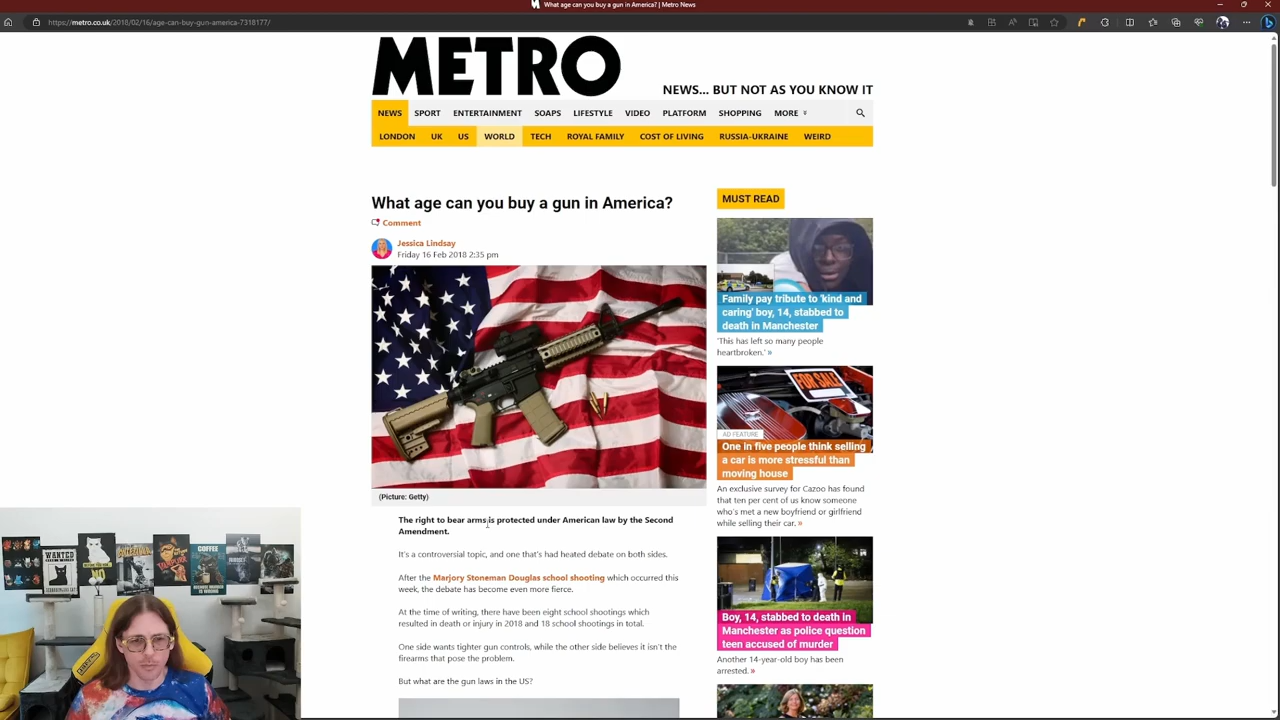 What age can you buy a gun in America? | Metro News
https://metro.co.uk/2018/02/16/age-can-buy-gun-america-7318177/
METRO
NEWS... BUT NOT AS YOU KNOW IT
NEWS SPORT ENTERTAINMENT SOAPS LIFESTYLE VIDEO PLATFORM SHOPPING MORE
LONDON UK US WORLD TECH ROYAL FAMILY COST OF LIVING RUSSIA-UKRAINE WEIRD
What age can you buy a gun in America?
Comment
Jessica Lindsay
Friday 16 Feb 2018 2:35 pm
(Picture: Getty)
The right to bear arms is protected under American law by the Second
Amendment.
It's a controversial topic, and one that's had heated debate on both sides.
After the Marjory Stoneman Douglas school shooting which occurred this
week, the debate has become even more fierce.
At the time of writing, there have been eight school shootings which
resulted in death or injury in 2018 and 18 school shootings in total.
One side wants tighter gun controls, while the other side believes it isn't the
firearms that pose the problem.
But what are the gun laws in the US?
MUST READ
Family pay tribute to 'kind and
caring' boy, 14, stabbed to
death in Manchester
'This has left so many people
heartbroken.' »
FOR SALE
AD FEATURE
One in five people think selling
a car is more stressful than
moving house
An exclusive survey for Cazoo has found
that ten per cent of us know someone
who's met a new boyfriend or girlfriend
while selling their car. »
Boy, 14, stabbed to death in
Manchester as police question
teen accused of murder
Another 14-year-old boy has been
arrested. »
WANTED
COFFEE